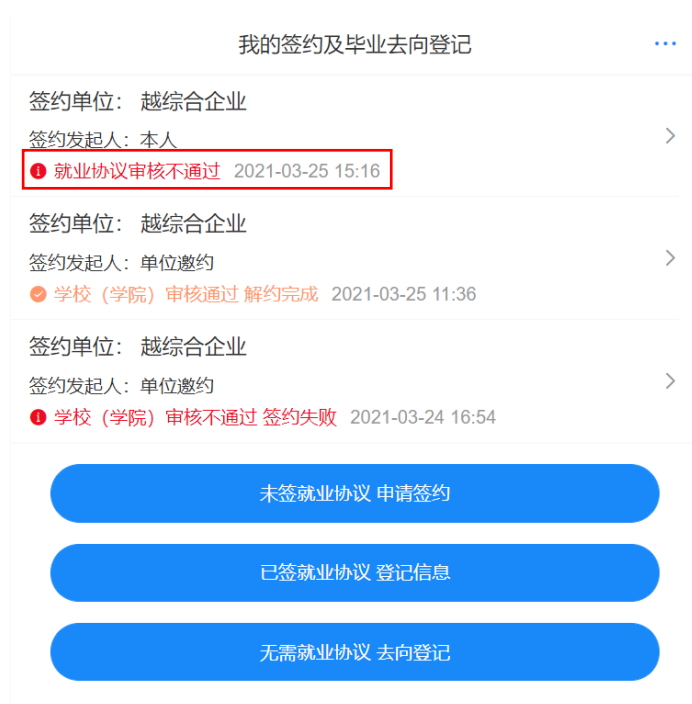 我的签约及毕业去向登记
签约单位： 越综合企业
签约发起人：本人
就业协议审核不通过 2021-03-25 15:16
签约单位： 越综合企业
签约发起人：单位邀约
学校（学院）审核通过 解约完成 2021-03-25 11:36
签约单位： 越综合企业
签约发起人：单位邀约
学校（学院）审核不通过 签约失败 2021-03-24 16:54
未签就业协议 申请签约
已签就业协议 登记信息
无需就业协议 去向登记